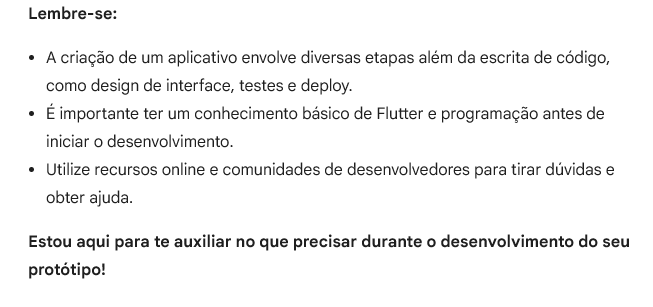 Lembre-se:
• A criação de um aplicativo envolve diversas etapas além da escrita de código,
como design de interface, testes e deploy.
• É importante ter um conhecimento básico de Flutter e programação antes de
iniciar o desenvolvimento.
• Utilize recursos online e comunidades de desenvolvedores para tirar dúvidas e
obter ajuda.
Estou aqui para te auxiliar no que precisar durante o desenvolvimento do seu
protótipo!